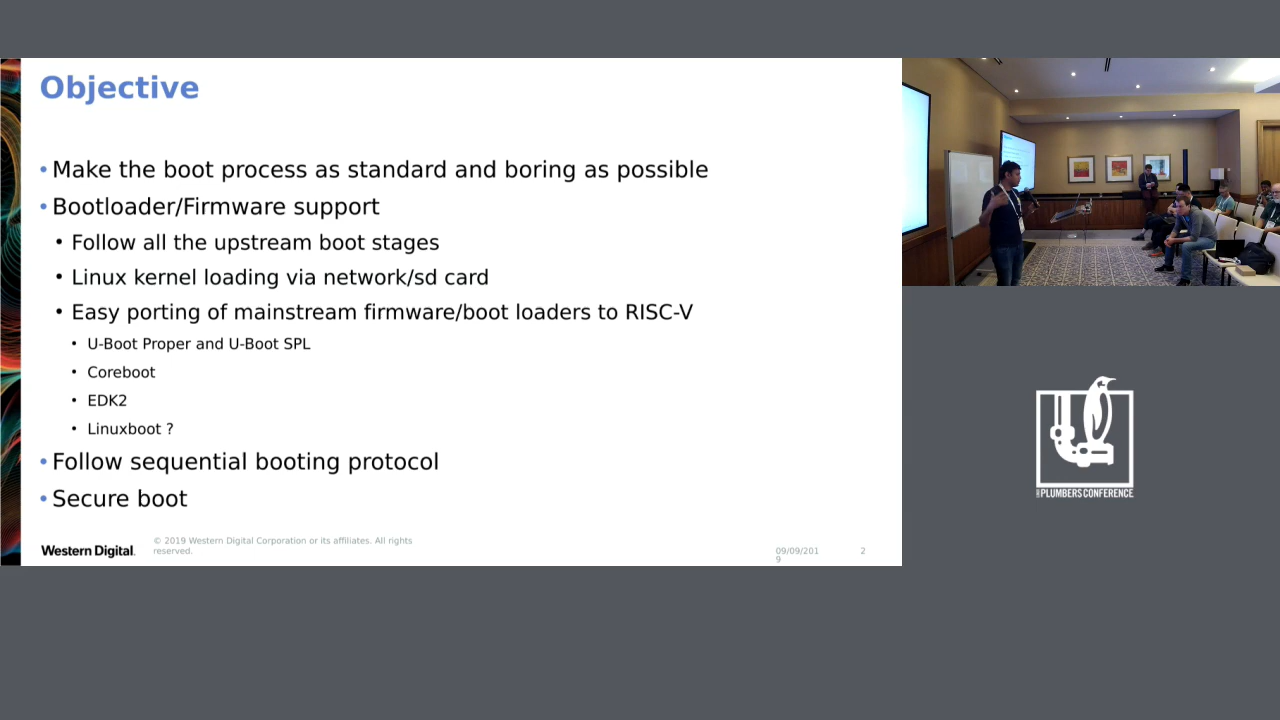 Objective
• Make the boot process as standard and boring as possible
• Bootloader/Firmware support
• Follow all the upstream boot stages
• Linux kernel loading via network/sd card
• Easy porting of mainstream firmware/boot loaders to RISC-V
• U-Boot Proper and U-Boot SPL
• Coreboot
• EDK2
• Linuxboot ?
• Follow sequential booting protocol
• Secure boot
Western Digital.
© 2019 Western Digital Corporation or its affiliates. All rights
reserved.
09/09/201
9
2
PLUMBERS CONFERENCE